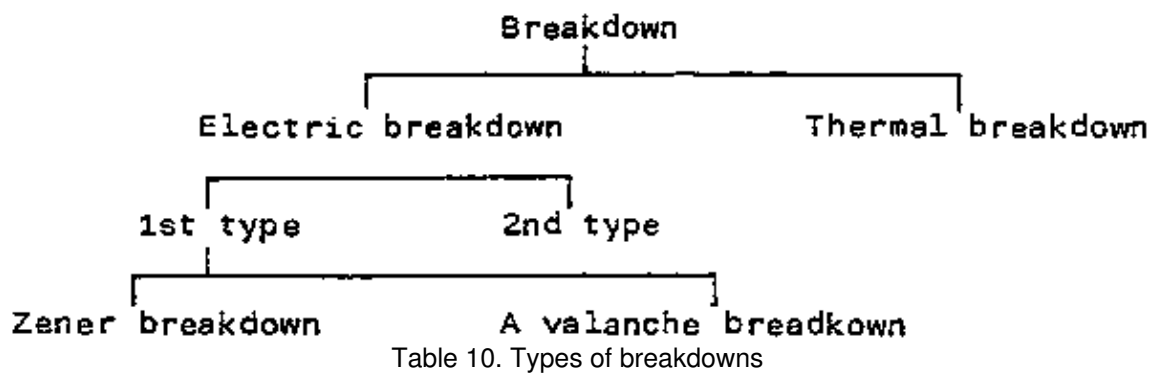 Breakdown
Electric breakdown Thermal breakdown
1st type 2nd type
Zener breakdown A valanche breadkown
Table 10. Types of breakdowns